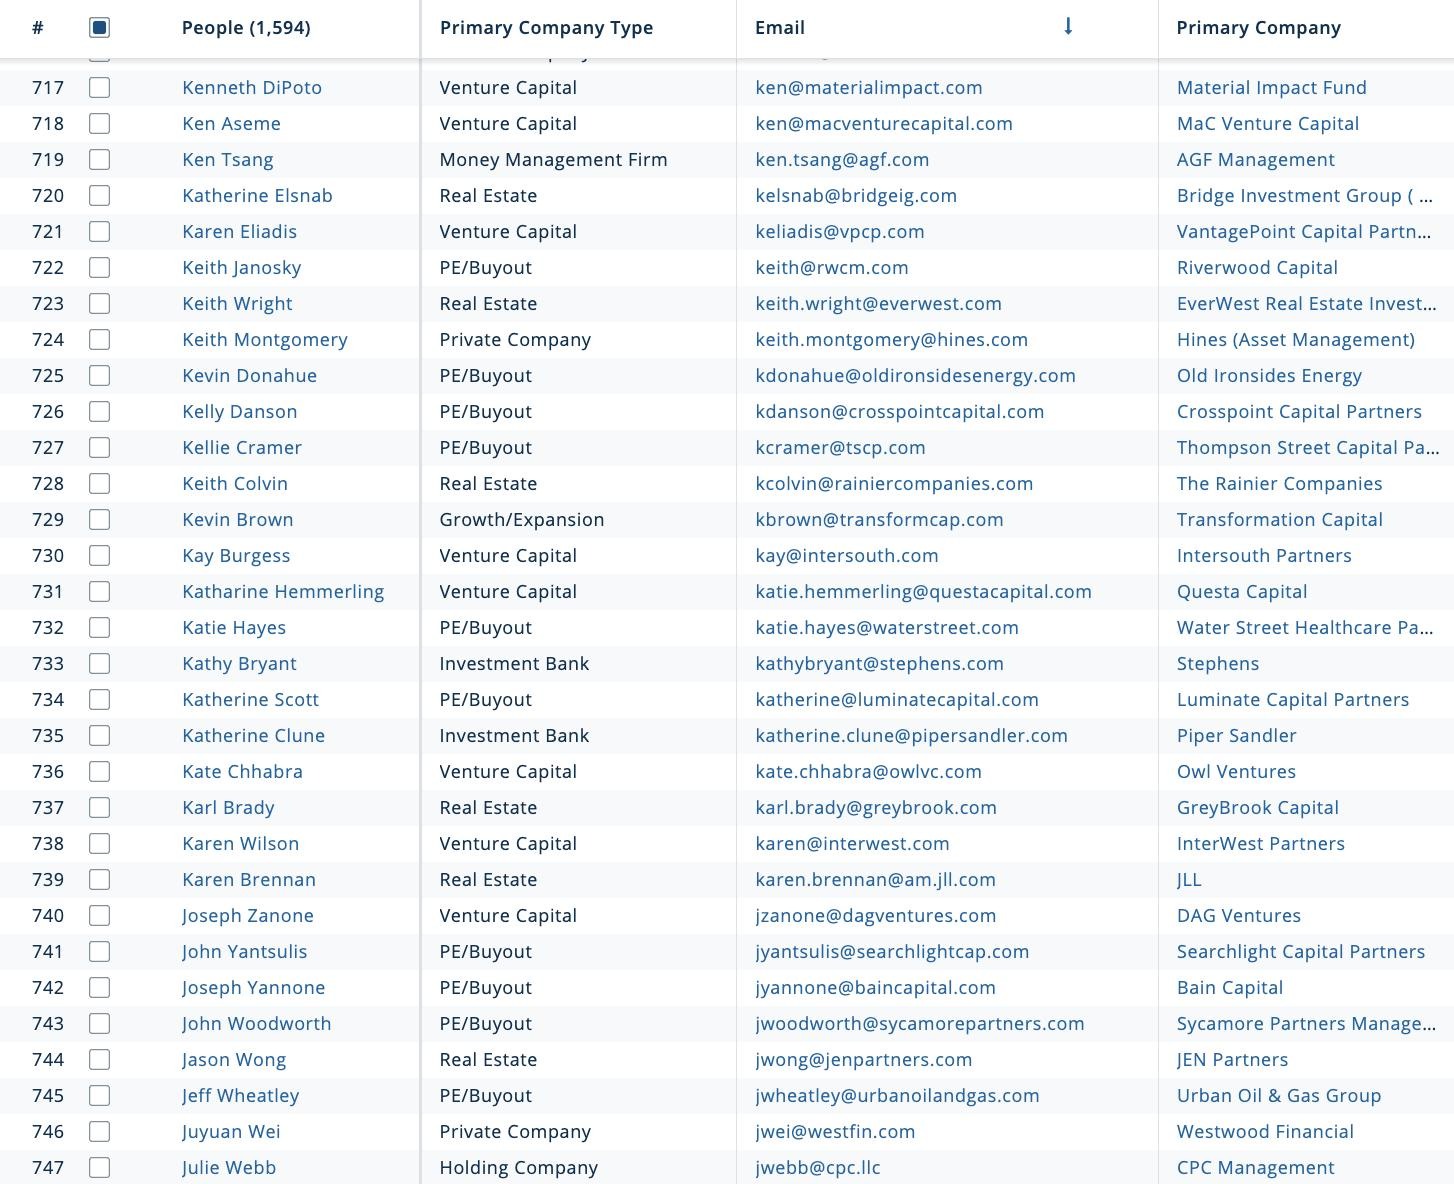 # People (1,594) Primary Company Type Email ↓ Primary Company
717 Kenneth DiPoto Venture Capital ken@materialimpact.com Material Impact Fund
718 Ken Aseme Venture Capital ken@macventurecapital.com MaC Venture Capital
719 Ken Tsang Money Management Firm ken.tsang@agf.com AGF Management
720 Katherine Elsnab Real Estate kelsnab@bridgeig.com Bridge Investment Group ( ...
721 Karen Eliadis Venture Capital keliadis@vpcp.com VantagePoint Capital Partn...
722 Keith Janosky PE/Buyout keith@rwcm.com Riverwood Capital
723 Keith Wright Real Estate keith.wright@everwest.com EverWest Real Estate Invest...
724 Keith Montgomery Private Company keith.montgomery@hines.com Hines (Asset Management)
725 Kevin Donahue PE/Buyout kdonahue@oldironsidesenergy.com Old Ironsides Energy
726 Kelly Danson PE/Buyout kdanson@crosspointcapital.com Crosspoint Capital Partners
727 Kellie Cramer PE/Buyout kcramer@tscp.com Thompson Street Capital Pa...
728 Keith Colvin Real Estate kcolvin@rainiercompanies.com The Rainier Companies
729 Kevin Brown Growth/Expansion kbrown@transformcap.com Transformation Capital
730 Kay Burgess Venture Capital kay@intersouth.com Intersouth Partners
731 Katharine Hemmerling Venture Capital katie.hemmerling@questacapital.com Questa Capital
732 Katie Hayes PE/Buyout katie.hayes@waterstreet.com Water Street Healthcare Pa...
733 Kathy Bryant Investment Bank kathybryant@stephens.com Stephens
734 Katherine Scott PE/Buyout katherine@luminatecapital.com Luminate Capital Partners
735 Katherine Clune Investment Bank katherine.clune@pipersandler.com Piper Sandler
736 Kate Chhabra Venture Capital kate.chhabra@owlvc.com Owl Ventures
737 Karl Brady Real Estate karl.brady@greybrook.com GreyBrook Capital
738 Karen Wilson Venture Capital karen@interwest.com InterWest Partners
739 Karen Brennan Real Estate karen.brennan@am.jll.com JLL
740 Joseph Zanone Venture Capital jzanone@dagventures.com DAG Ventures
741 John Yantsulis PE/Buyout jyantsulis@searchlightcap.com Searchlight Capital Partners
742 Joseph Yannone PE/Buyout jyannone@baincapital.com Bain Capital
743 John Woodworth PE/Buyout jwoodworth@sycamorepartners.com Sycamore Partners Manage...
744 Jason Wong Real Estate jwong@jenpartners.com JEN Partners
745 Jeff Wheatley PE/Buyout jwheatley@urbanoilandgas.com Urban Oil & Gas Group
746 Juyuan Wei Private Company jwei@westfin.com Westwood Financial
747 Julie Webb Holding Company jwebb@cpc.llc CPC Management